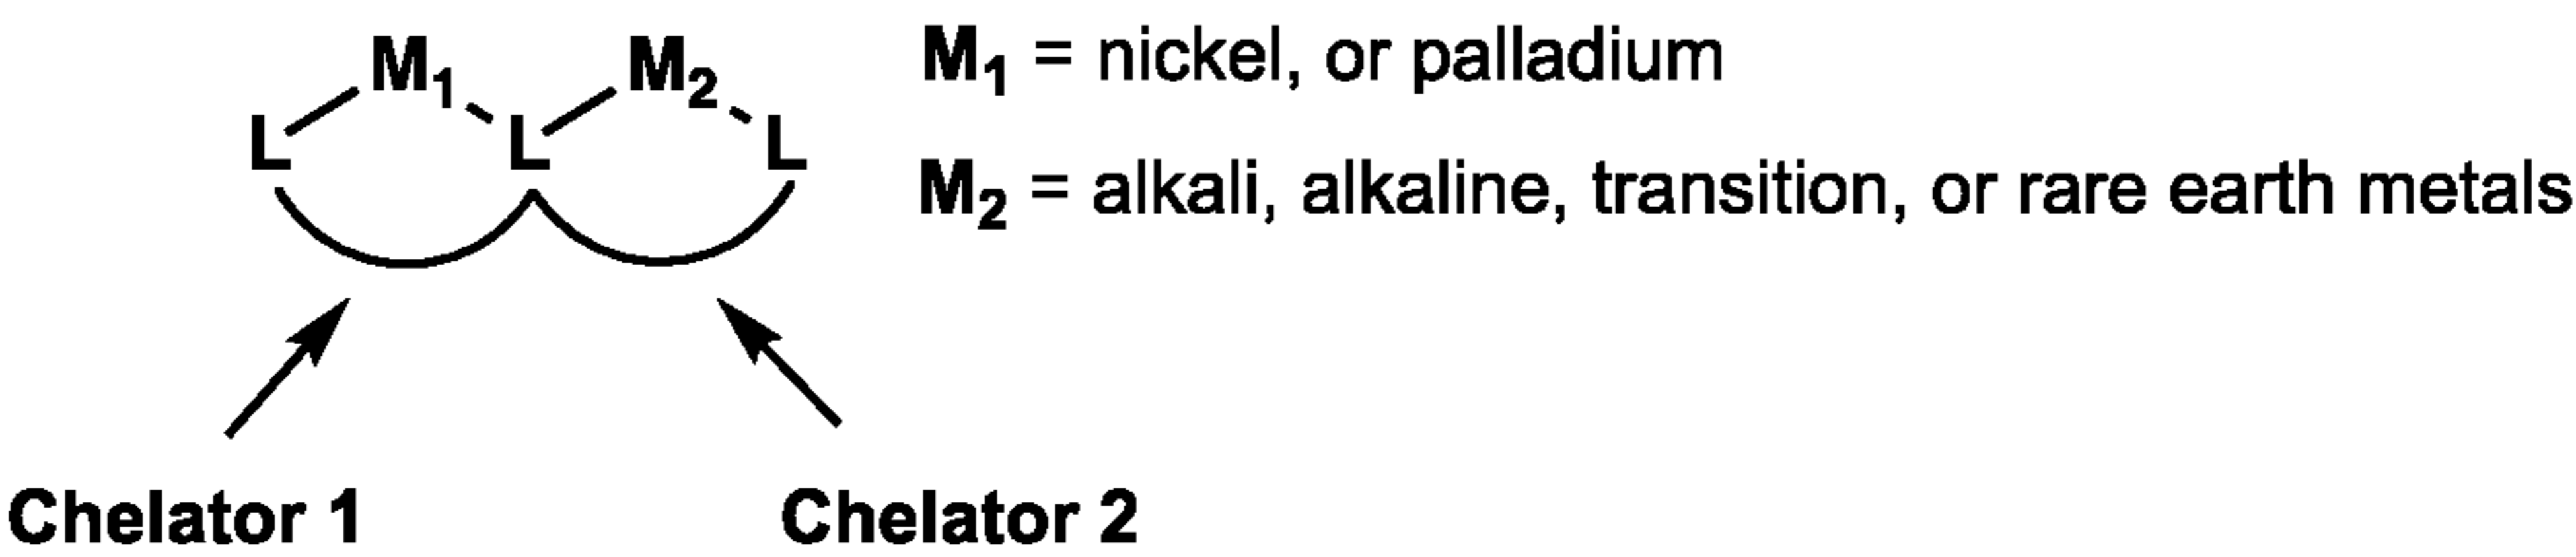 M₁ M₂
L L L
M₁ = nickel, or palladium
M₂ = alkali, alkaline, transition, or rare earth metals
Chelator 1
Chelator 2